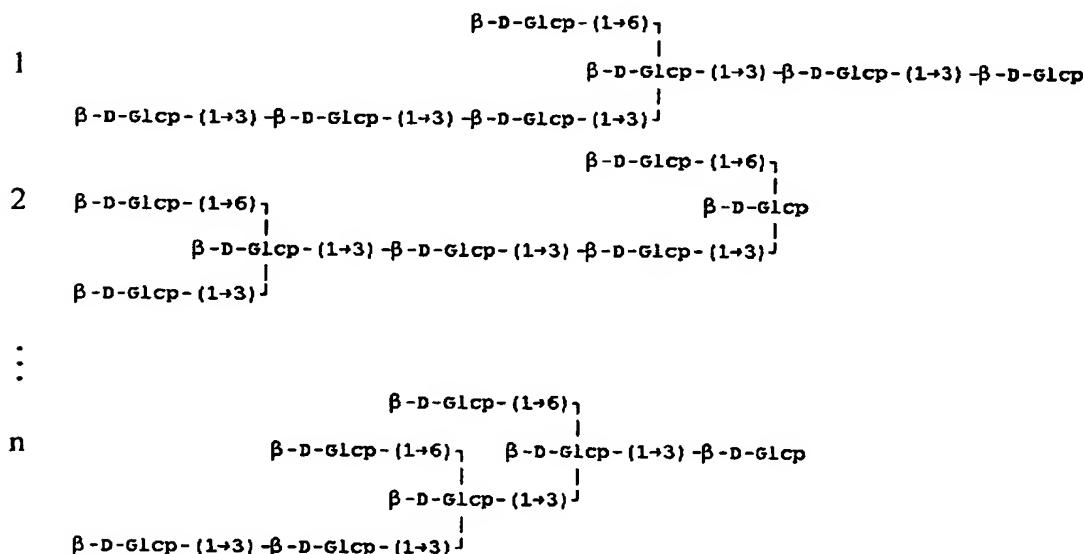 β-D-Glcp-(1→6)
1
β-D-Glcp-(1→3)-β-D-Glcp-(1→3)-β-D-Glcp
β-D-Glcp-(1→3)-β-D-Glcp-(1→3)-β-D-Glcp-(1→3)
β-D-Glcp-(1→6)
2 β-D-Glcp-(1→6)
β-D-Glcp
β-D-Glcp-(1→3)-β-D-Glcp-(1→3)-β-D-Glcp-(1→3)
β-D-Glcp-(1→3)
⋮
β-D-Glcp-(1→6)
n β-D-Glcp-(1→6) β-D-Glcp-(1→3)-β-D-Glcp
β-D-Glcp-(1→3)
β-D-Glcp-(1→3)-β-D-Glcp-(1→3)